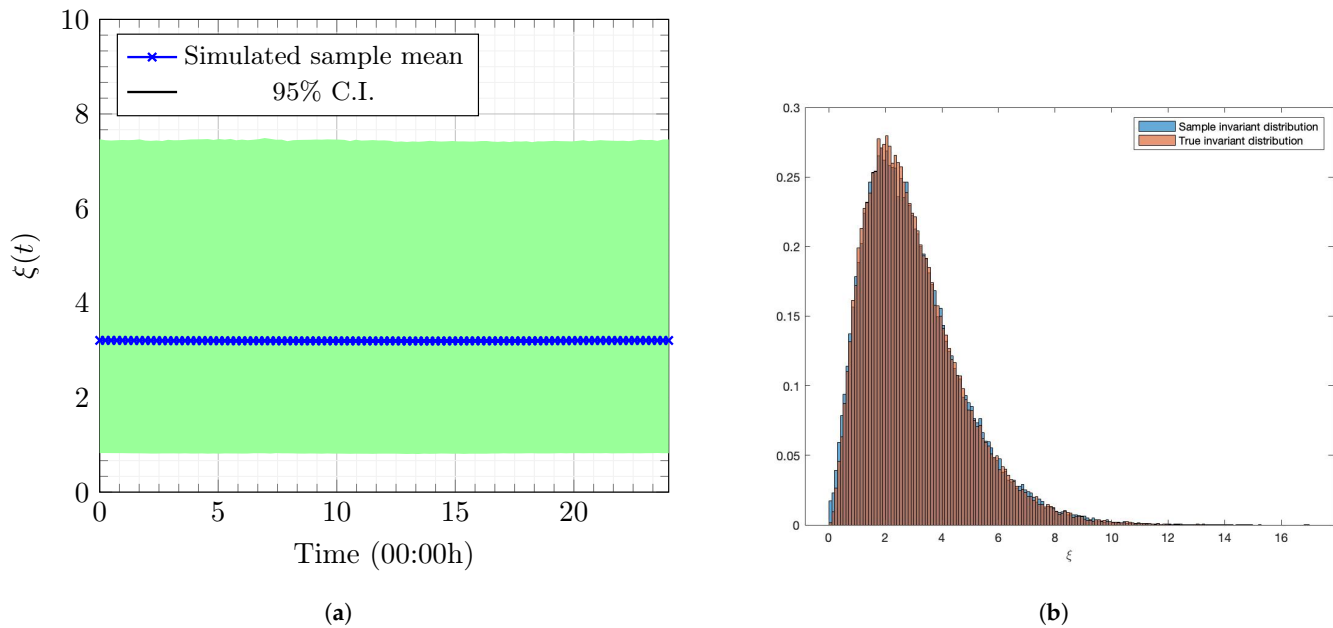 10
8
6
4
2
0
ξ(t)
Simulated sample mean
95% C.I.
0 5 10 15 20
Time (00:00h)
(a)
0.3
0.25
0.2
0.15
0.1
0.05
0
Sample invariant distribution
True invariant distribution
0 2 4 6 8 10 12 14 16
ξ
(b)